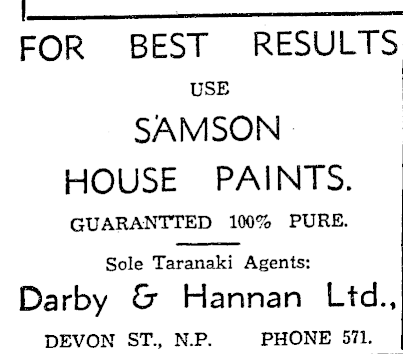 FOR BEST RESULTS
USE
SAMSON
HOUSE PAINTS.
GUARANTTED 100% PURE.
Sole Taranaki Agents:
Darby & Hannan Ltd.,
DEVON ST., N.P. PHONE 571.